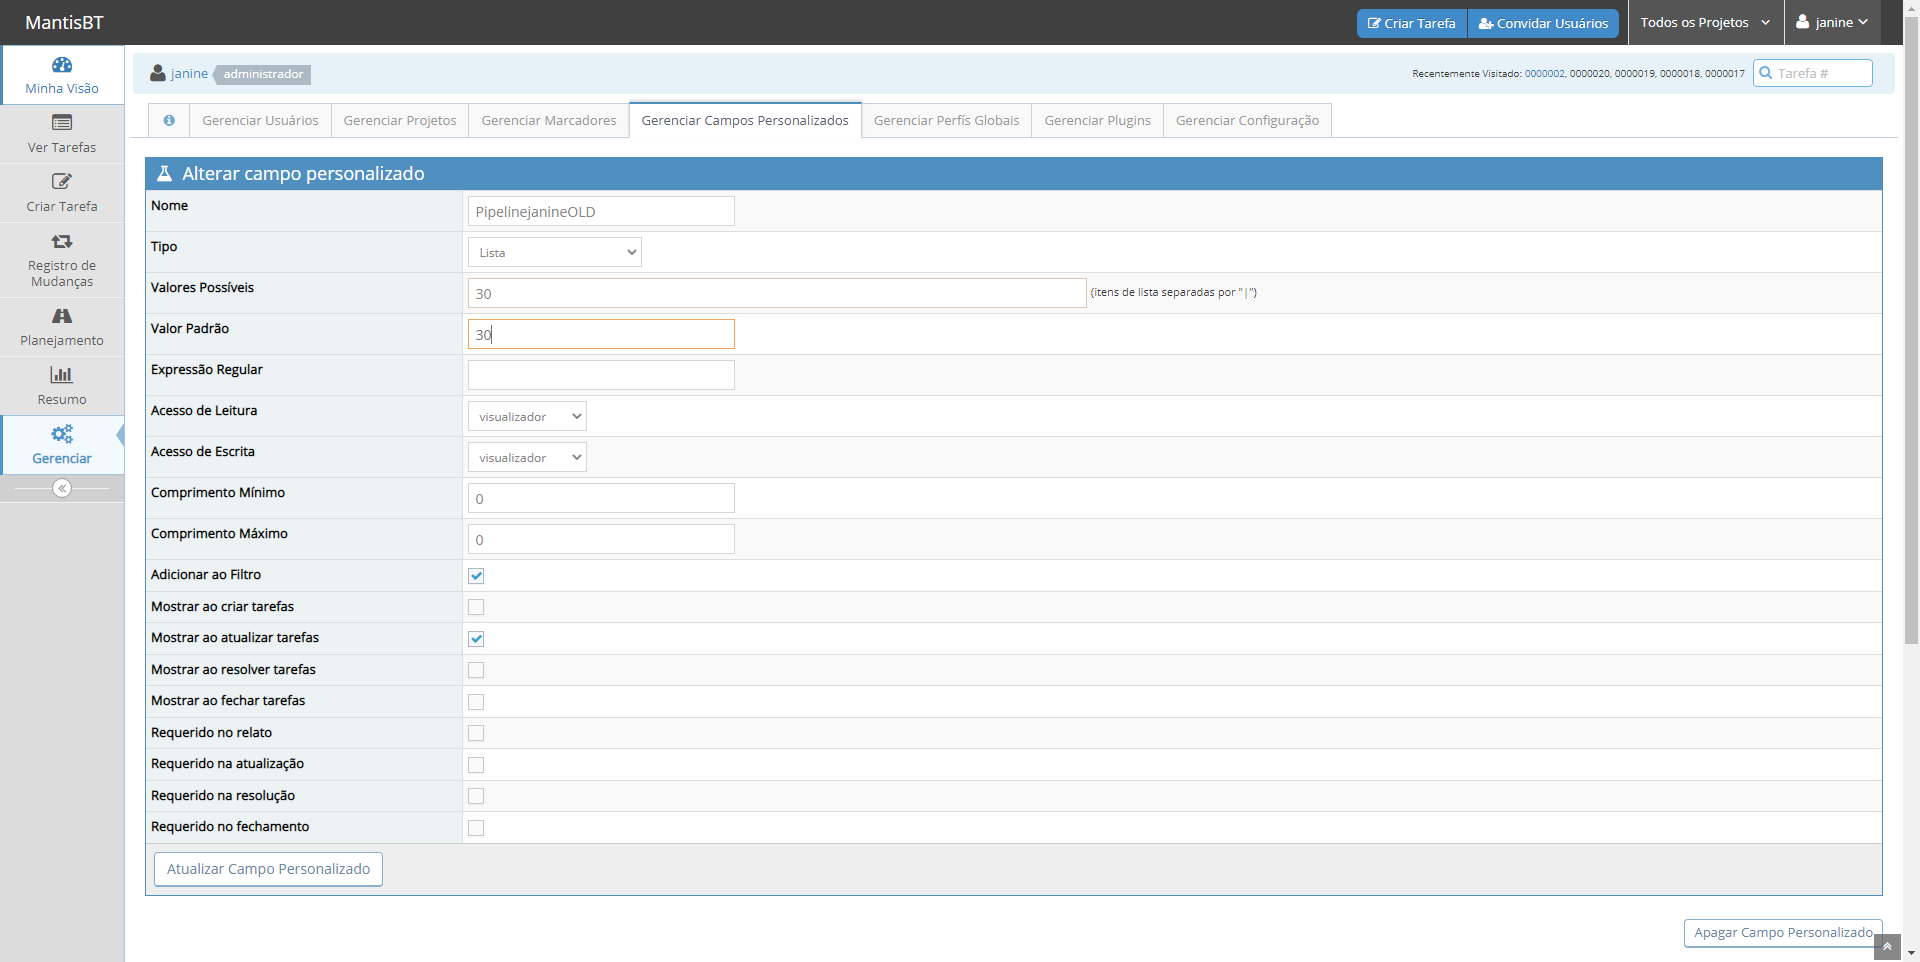 MantisBT
Criar Tarefa
Convidar Usuários
Todos os Projetos
janine
Minha Visão
Ver Tarefas
Criar Tarefa
Registro de
Mudanças
Planejamento
Resumo
Gerenciar
janine
administrador
Recentemente Visitado: 0000002, 0000020, 0000019, 0000018, 0000017
Tarefa #
Gerenciar Usuários
Gerenciar Projetos
Gerenciar Marcadores
Gerenciar Campos Personalizados
Gerenciar Perfís Globais
Gerenciar Plugins
Gerenciar Configuração
Alterar campo personalizado
Nome
PipelinejanineOLD
Tipo
Lista
Valores Possíveis
30
(itens de lista separadas por "|")
Valor Padrão
30
Expressão Regular
Acesso de Leitura
visualizador
Acesso de Escrita
visualizador
Comprimento Mínimo
0
Comprimento Máximo
0
Adicionar ao Filtro
Mostrar ao criar tarefas
Mostrar ao atualizar tarefas
Mostrar ao resolver tarefas
Mostrar ao fechar tarefas
Requerido no relato
Requerido na atualização
Requerido na resolução
Requerido no fechamento
Atualizar Campo Personalizado
Apagar Campo Personalizado